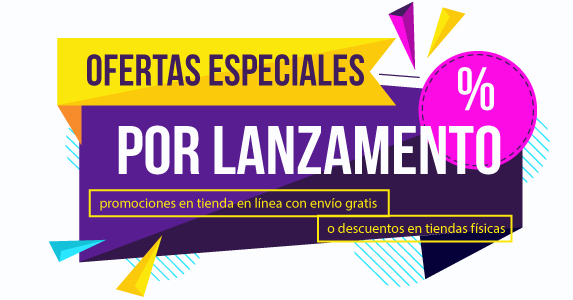 OFERTAS ESPECIALES
%
POR LANZAMENTO
promociones en tienda en línea con envío gratis
o descuentos en tiendas físicas